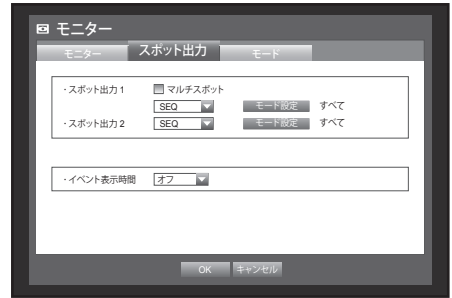 モニター
モニター スポット出力 モード
・スポット出力 1 マルチスポット
SEQ モード設定 すべて
・スポット出力 2 SEQ モード設定 すべて
・イベント表示時間 オフ
OK キャンセル